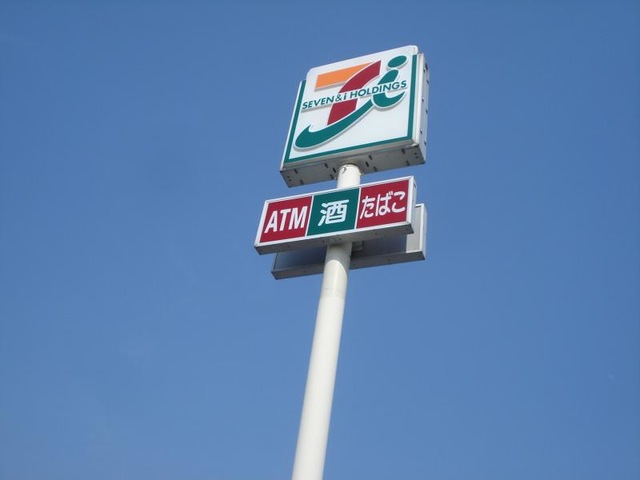 SEVEN & i HOLDINGS
ATM 酒 たばこ